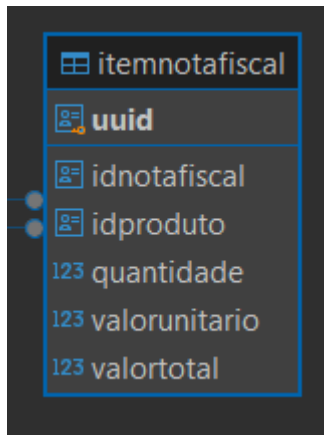 itemnotafiscal
uuid
idnotafiscal
idproduto
123 quantidade
123 valorunitario
123 valortotal